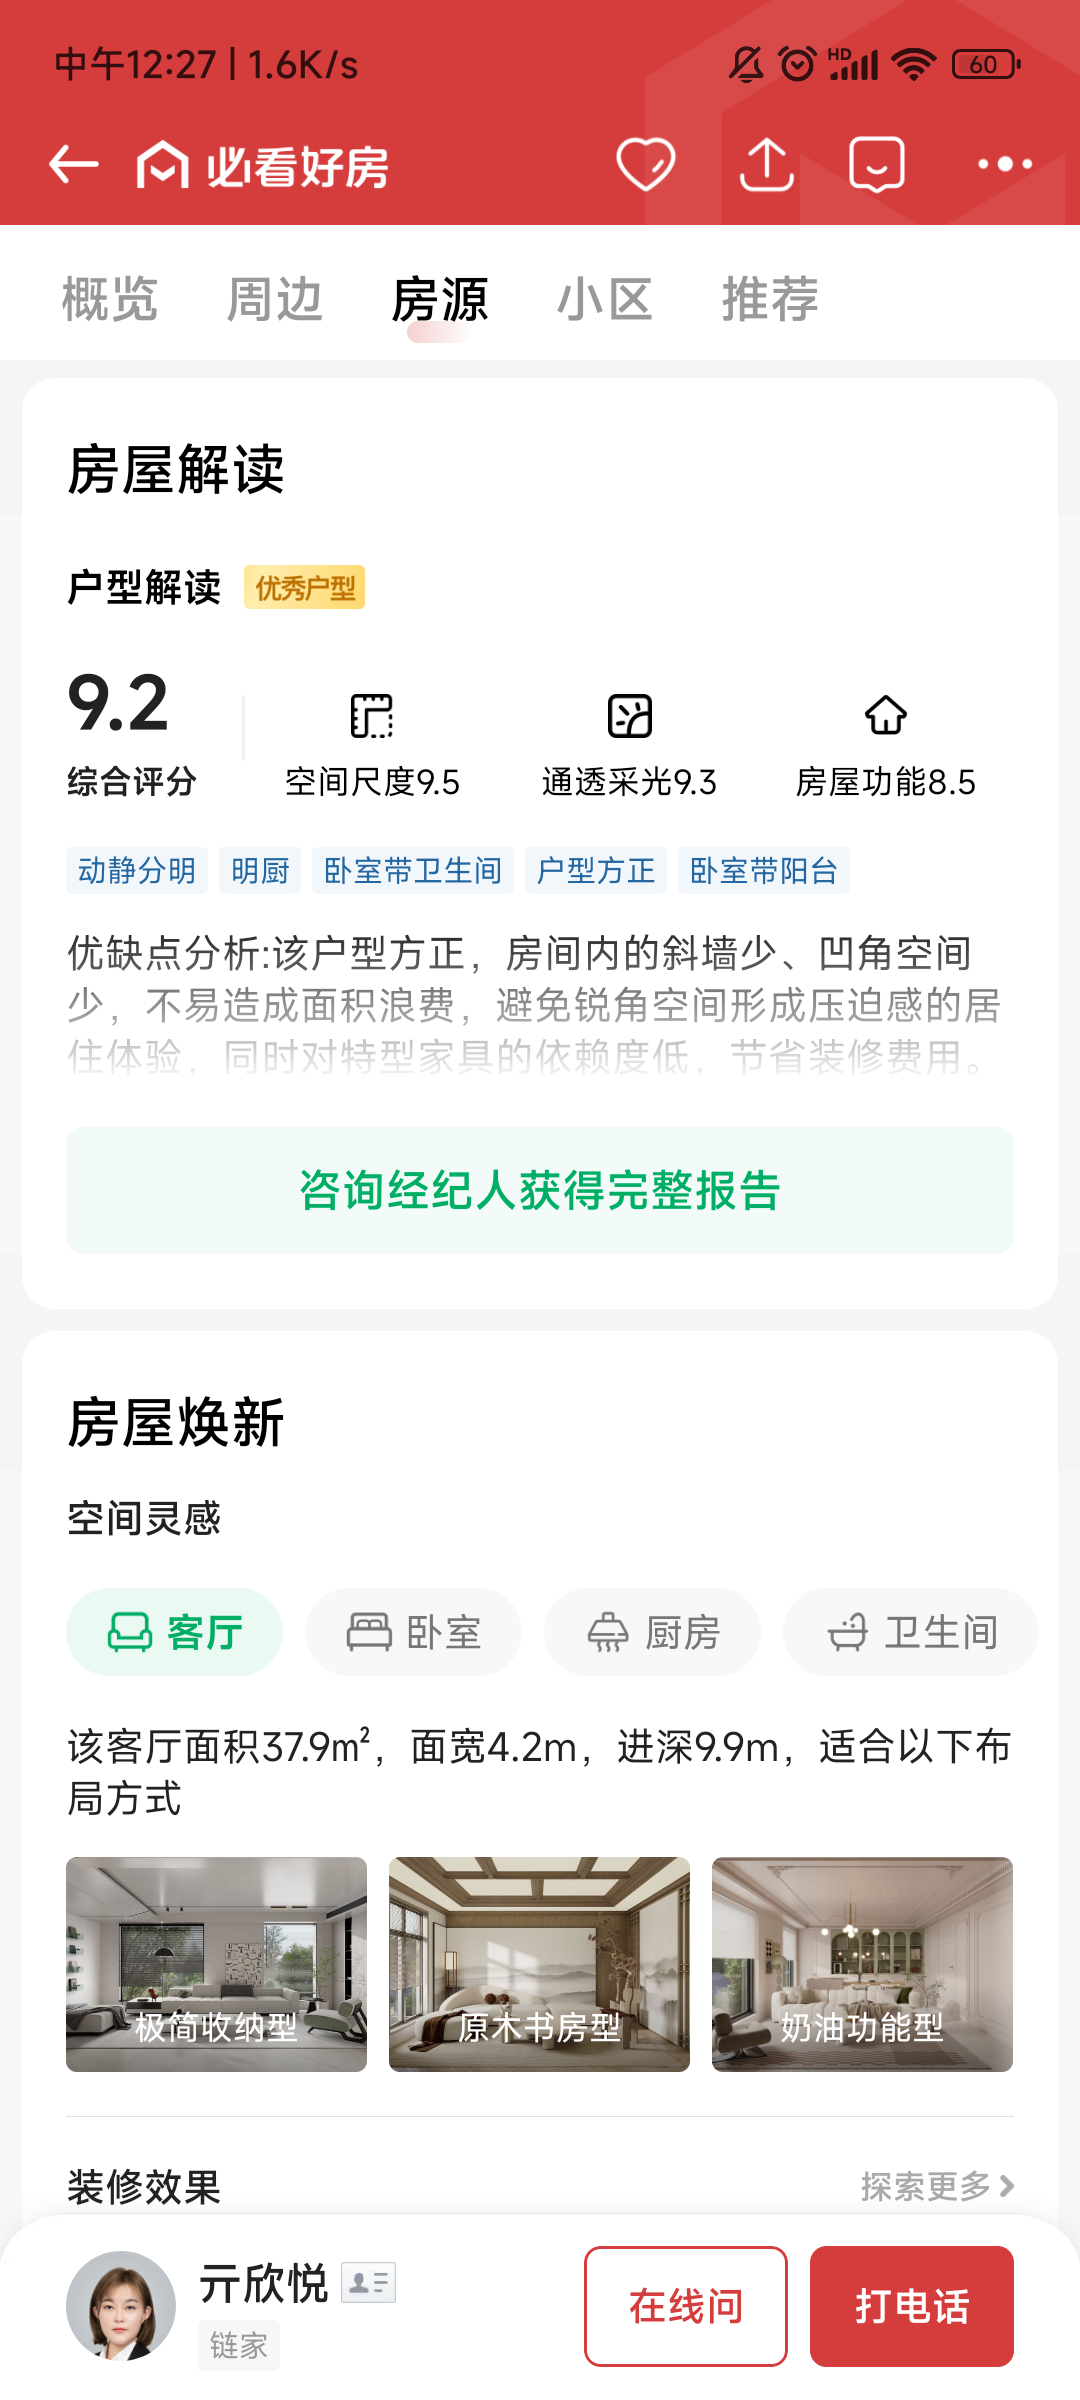 中午12:27 | 1.6K/s
HD
60
必看好房
概览 周边 房源 小区 推荐
房屋解读
户型解读 优秀户型
9.2
综合评分 空间尺度9.5 通透采光9.3 房屋功能8.5
动静分明 明厨 卧室带卫生间 户型方正 卧室带阳台
优缺点分析:该户型方正，房间内的斜墙少、凹角空间
少，不易造成面积浪费，避免锐角空间形成压迫感的居
住体验，同时对特型家具的依赖度低，节省装修费用。
咨询经纪人获得完整报告
房屋焕新
空间灵感
客厅 卧室 厨房 卫生间
该客厅面积37.9m²，面宽4.2m，进深9.9m，适合以下布
局方式
极简收纳型 原木书房型 奶油功能型
装修效果 探索更多
亓欣悦
链家
在线问 打电话